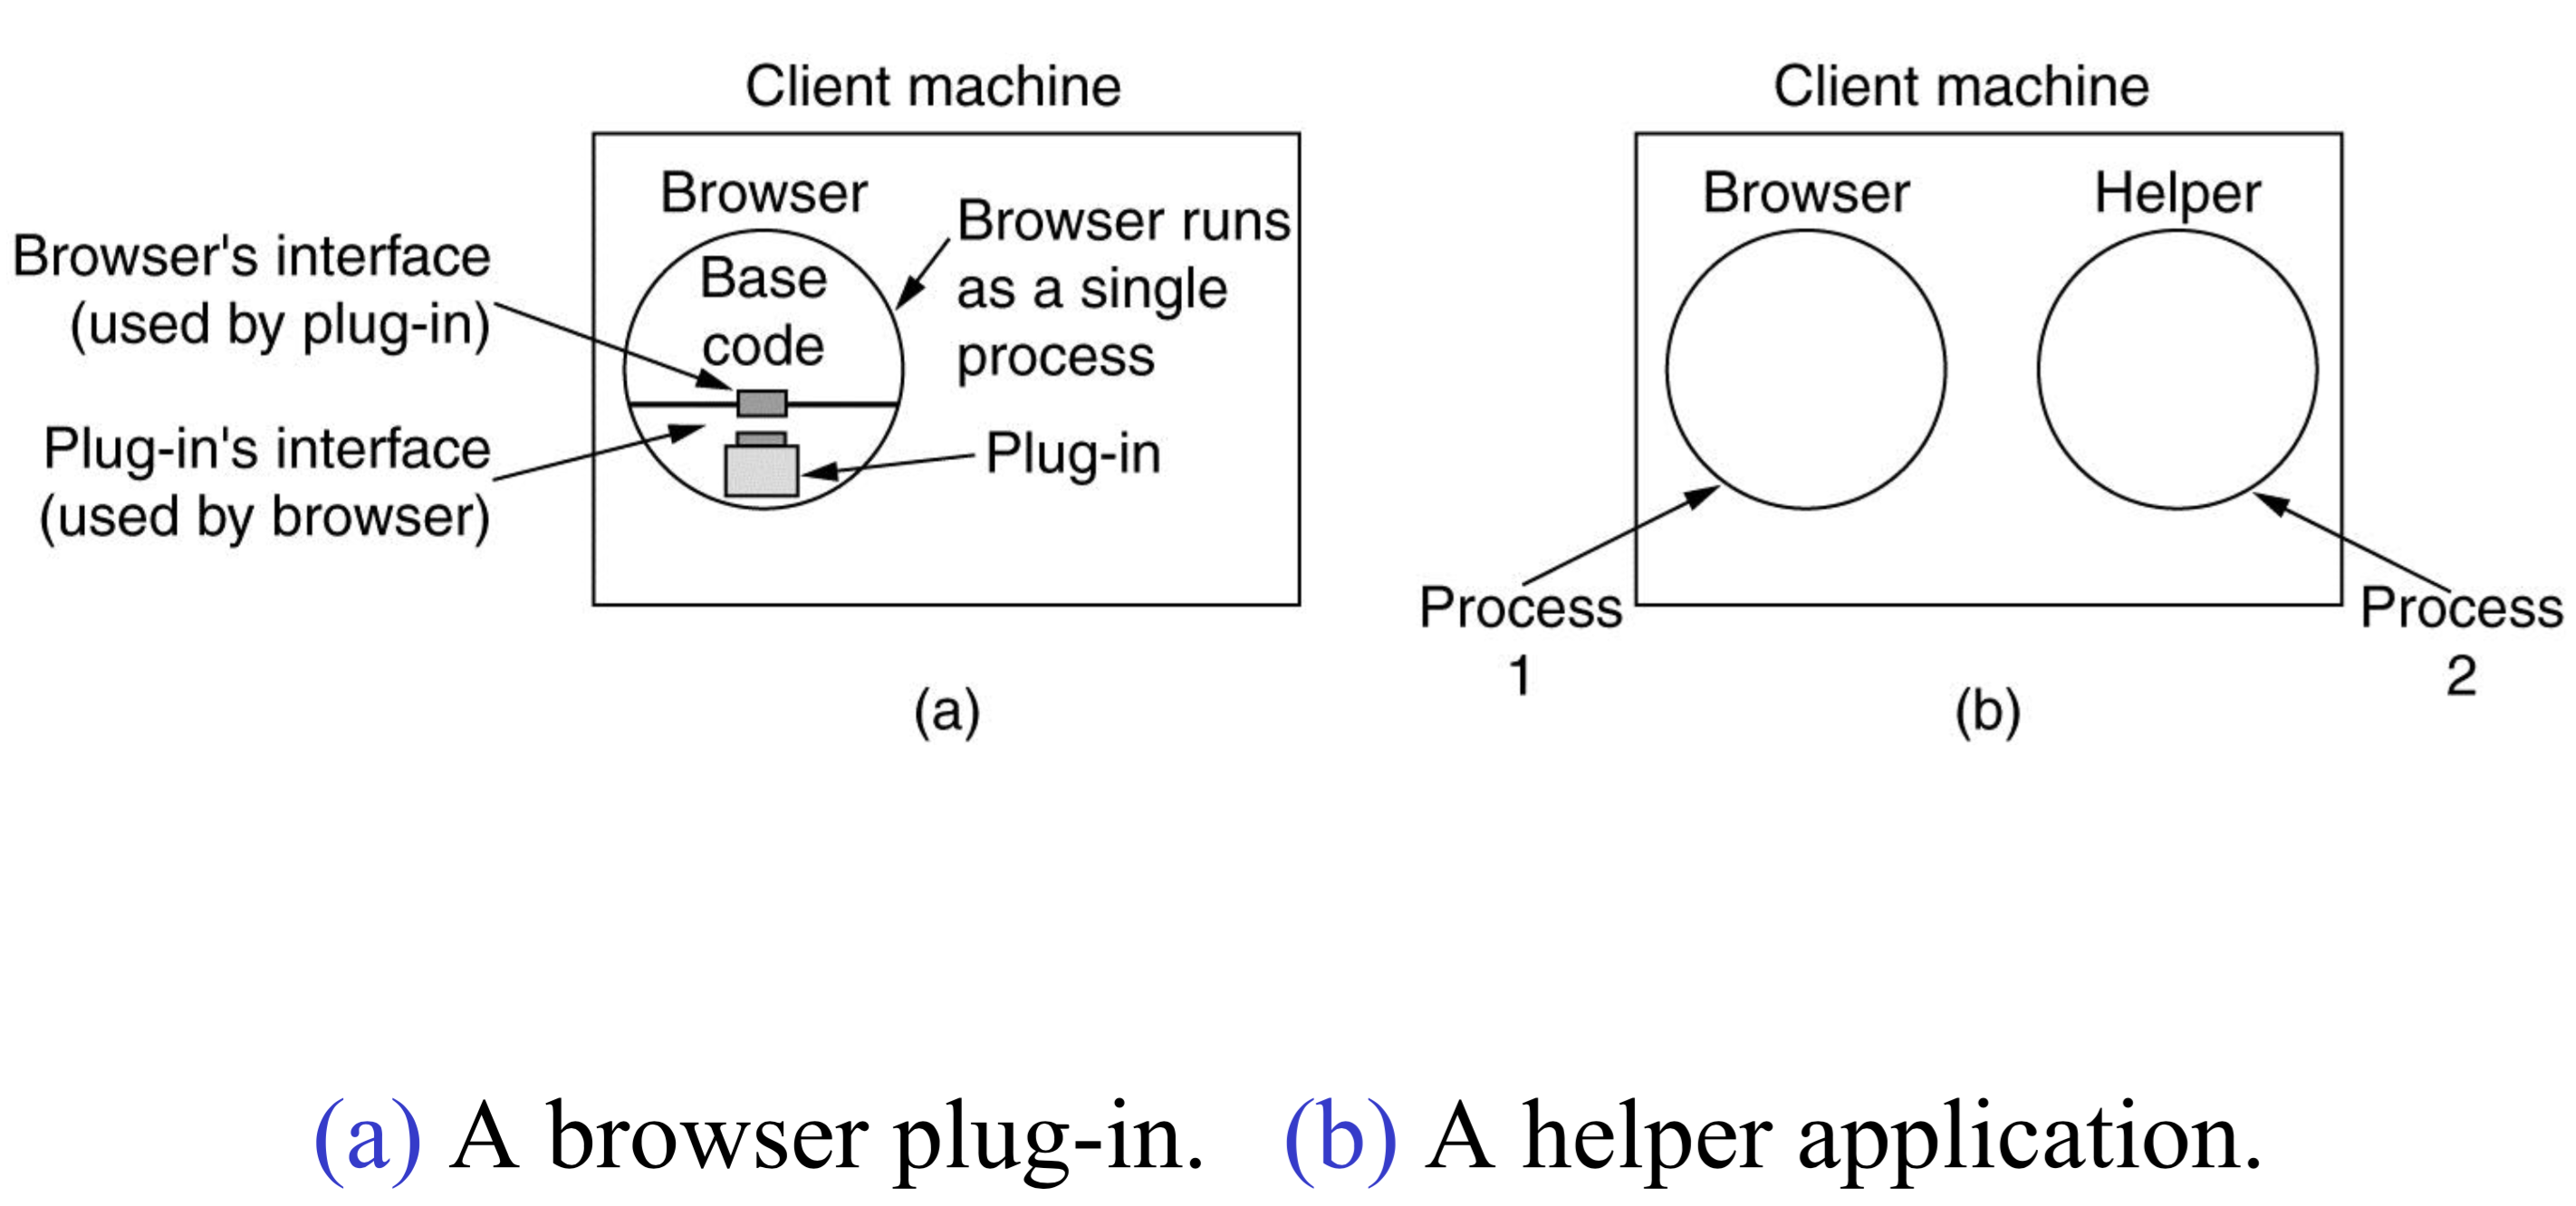 Client machine
Browser
Base
code
Browser runs
as a single
process
Browser's interface
(used by plug-in)
Plug-in's interface
(used by browser)
Plug-in
(a)
Client machine
Browser
Helper
Process
1
Process
2
(b)
(a) A browser plug-in. (b) A helper application.